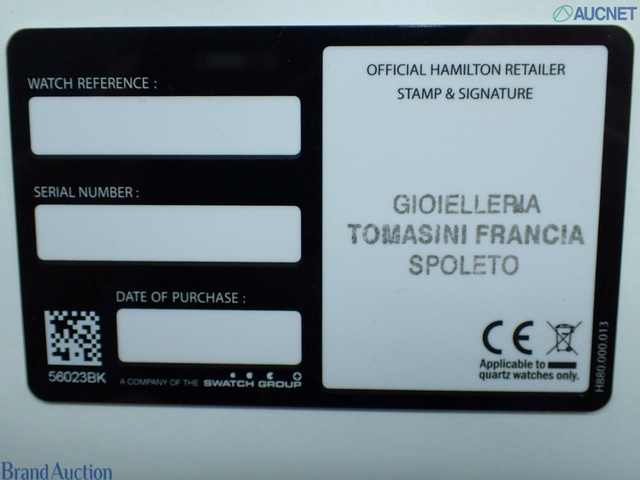 AUCNET
WATCH REFERENCE :
SERIAL NUMBER :
DATE OF PURCHASE :
56023BK
A COMPANY OF THE SWATCH GROUP
OFFICIAL HAMILTON RETAILER
STAMP & SIGNATURE
GIOIELLERIA
TOMASINI FRANCIA
SPOLETO
CE
Applicable to
quartz watches only.
H880.000.013
BrandAuction